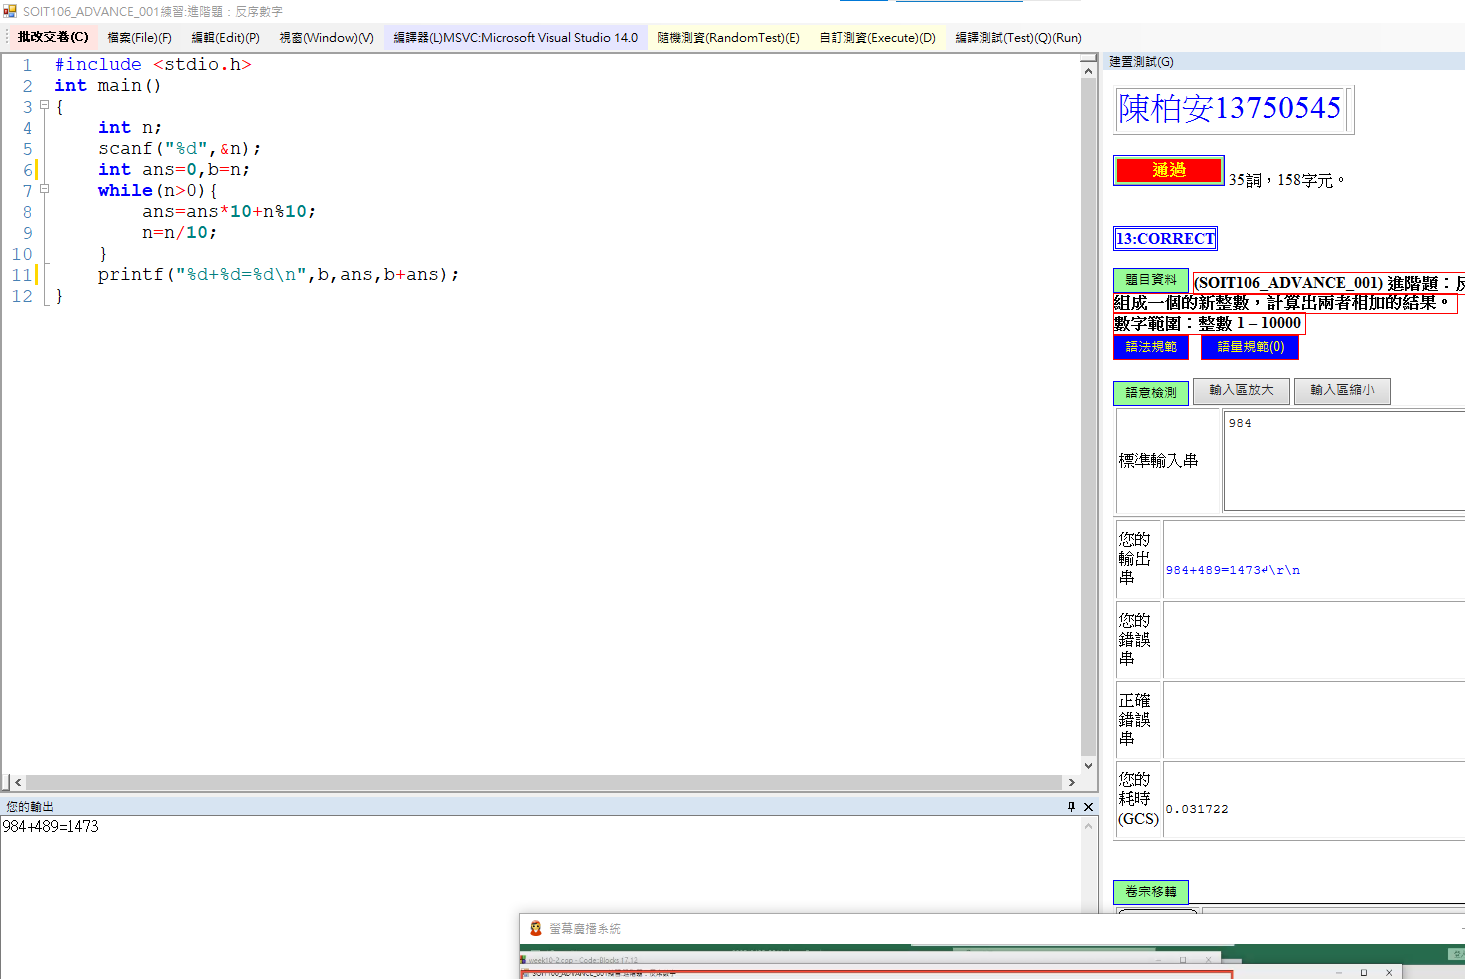 SOIT106_ADVANCE_001練習:進階題：反序數字
批改交卷(C) 檔案(File)(F) 編輯(Edit)(P) 視窗(Window)(V) 編譯器(L)MSVC:Microsoft Visual Studio 14.0 隨機測資(RandomTest)(E) 自訂測資(Execute)(D) 編譯測試(Test)(Q)(Run)
1 #include <stdio.h>
2 int main()
3 {
4 int n;
5 scanf("%d",&n);
6 int ans=0,b=n;
7 while(n>0){
8 ans=ans*10+n%10;
9 n=n/10;
10 }
11 printf("%d+%d=%d\n",b,ans,b+ans);
12 }
您的輸出
984+489=1473
建置測試(G)
陳柏安13750545
通過 35詞，158字元。
13:CORRECT
題目資料 (SOIT106_ADVANCE_001) 進階題：反
組成一個的新整數，計算出兩者相加的結果。
數字範圍：整數 1 – 10000
語法規範 語量規範(0)
語意檢測 輸入區放大 輸入區縮小
標準輸入串 984
您的輸出串 984+489=1473↵\r\n
您的錯誤串
正確錯誤串
您的耗時(GCS) 0.031722
卷宗移轉
螢幕廣播系統
week10-2.cpp - Code::Blocks 17.12
SOIT106_ADVANCE_001練習:進階題：反序數字